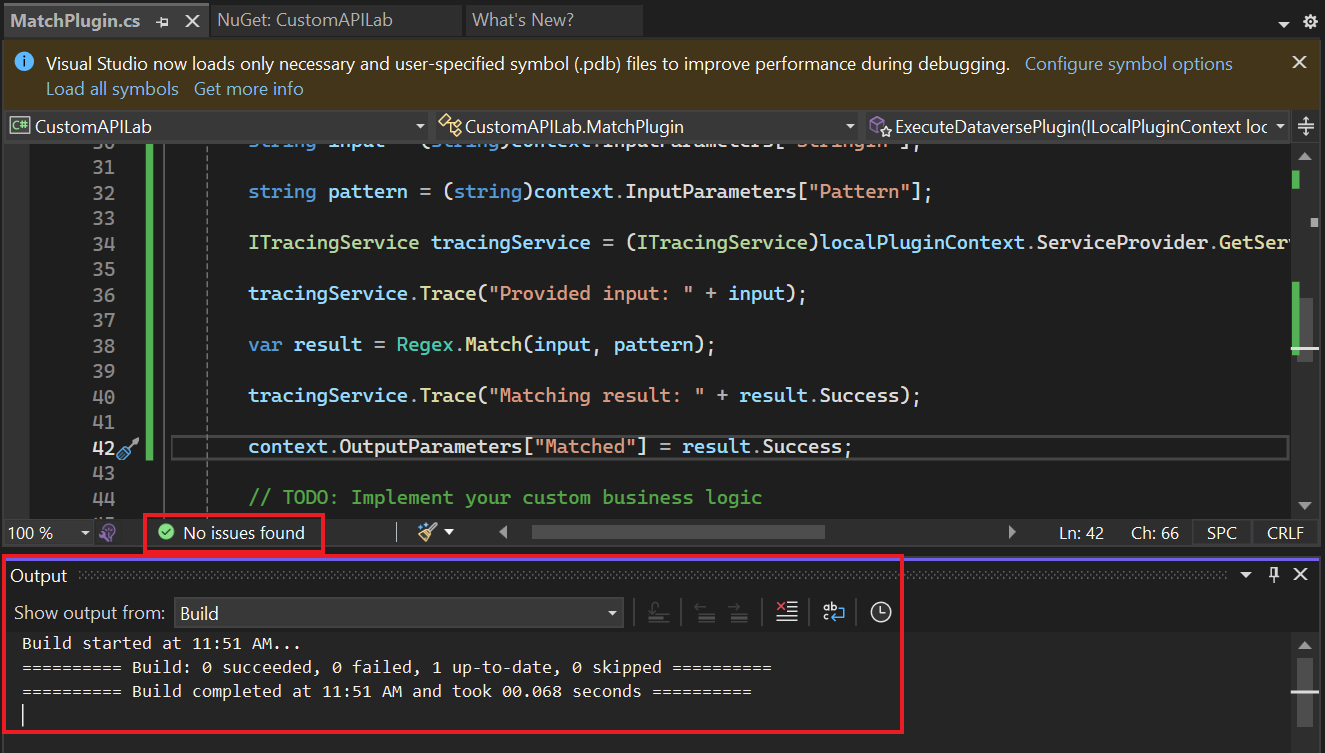 MatchPlugin.cs NuGet: CustomAPILab What's New?
Visual Studio now loads only necessary and user-specified symbol (.pdb) files to improve performance during debugging. Configure symbol options
Load all symbols Get more info
C# CustomAPILab CustomAPILab.MatchPlugin ExecuteDataversePlugin(ILocalPluginContext loc
30 string input = (string)context.InputParameters["StringIn"];
31
32 string pattern = (string)context.InputParameters["Pattern"];
33
34 ITracingService tracingService = (ITracingService)localPluginContext.ServiceProvider.GetSer
35
36 tracingService.Trace("Provided input: " + input);
37
38 var result = Regex.Match(input, pattern);
39
40 tracingService.Trace("Matching result: " + result.Success);
41
42 context.OutputParameters["Matched"] = result.Success;
43
44 // TODO: Implement your custom business logic
100 % No issues found Ln: 42 Ch: 66 SPC CRLF
Output
Show output from: Build
Build started at 11:51 AM...
========== Build: 0 succeeded, 0 failed, 1 up-to-date, 0 skipped ==========
========== Build completed at 11:51 AM and took 00.068 seconds ==========